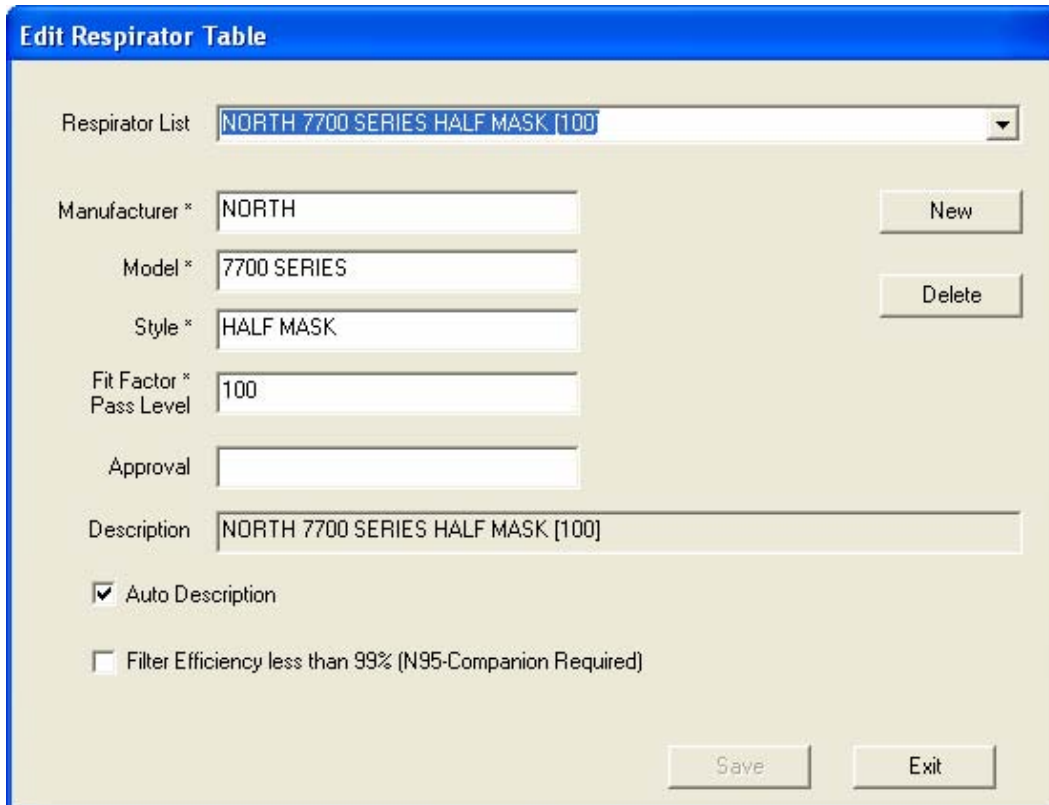 Edit Respirator Table
Respirator List NORTH 7700 SERIES HALF MASK [100]
Manufacturer * NORTH New
Model * 7700 SERIES
Delete
Style * HALF MASK
Fit Factor *
Pass Level 100
Approval
Description NORTH 7700 SERIES HALF MASK [100]
Auto Description
Filter Efficiency less than 99% (N95-Companion Required)
Save Exit